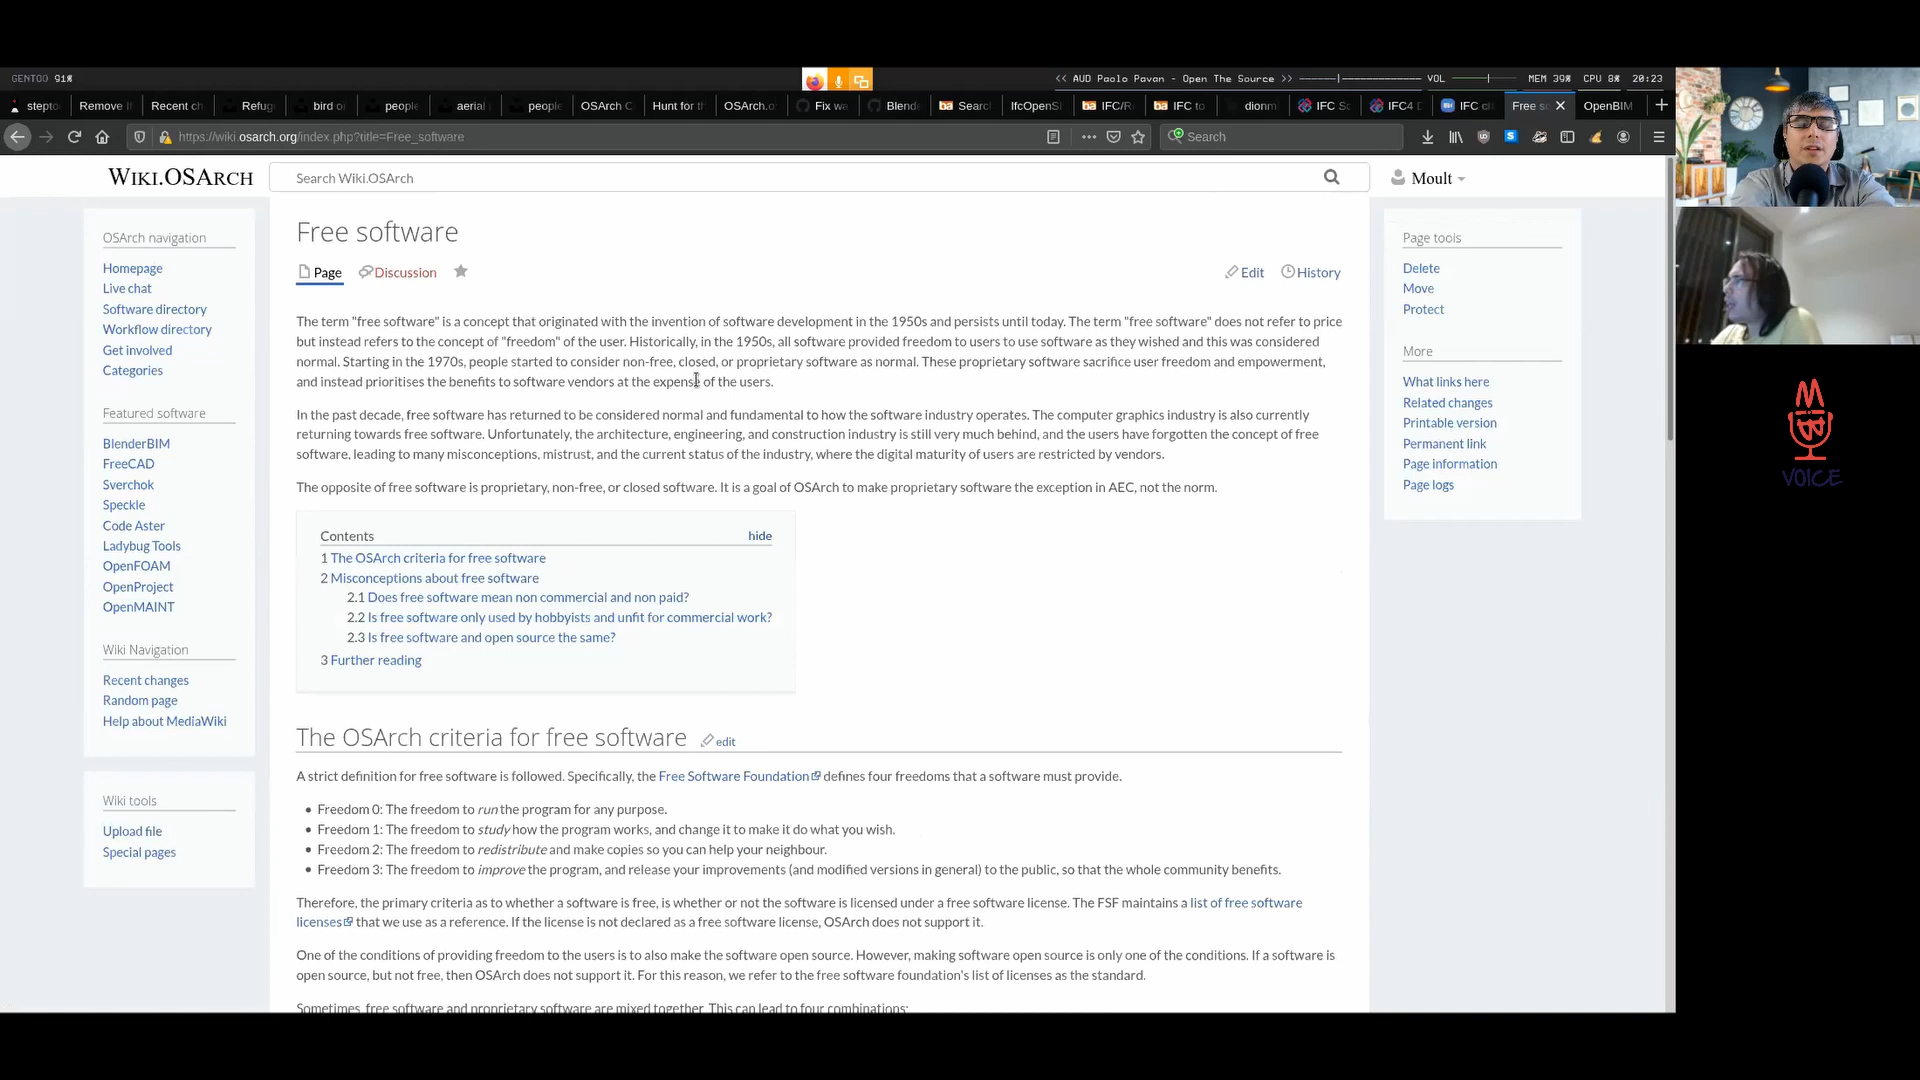 GENTOO 91% << AUD Paolo Pavan - Open The Source >> VOL MEM 39% CPU 8% 20:23
stepto Remove I Recent ch Refug bird o people aerial peopl OSArch C Hunt for th OSArch.o Fix wa Blende Searc IfcOpenS IFC/R IFC to dionm IFC Sc IFC4 D IFC cl Free so OpenBIM
https://wiki.osarch.org/index.php?title=Free_software Search
WIKI.OSARCH Search Wiki.OSArch Moult
OSArch navigation
Homepage
Live chat
Software directory
Workflow directory
Get involved
Categories
Featured software
BlenderBIM
FreeCAD
Sverchok
Speckle
Code Aster
Ladybug Tools
OpenFOAM
OpenProject
OpenMAINT
Wiki Navigation
Recent changes
Random page
Help about MediaWiki
Wiki tools
Upload file
Special pages
Free software
Page Discussion Edit History
The term "free software" is a concept that originated with the invention of software development in the 1950s and persists until today. The term "free software" does not refer to price
but instead refers to the concept of "freedom" of the user. Historically, in the 1950s, all software provided freedom to users to use software as they wished and this was considered
normal. Starting in the 1970s, people started to consider non-free, closed, or proprietary software as normal. These proprietary software sacrifice user freedom and empowerment,
and instead prioritises the benefits to software vendors at the expense of the users.
In the past decade, free software has returned to be considered normal and fundamental to how the software industry operates. The computer graphics industry is also currently
returning towards free software. Unfortunately, the architecture, engineering, and construction industry is still very much behind, and the users have forgotten the concept of free
software, leading to many misconceptions, mistrust, and the current status of the industry, where the digital maturity of users are restricted by vendors.
The opposite of free software is proprietary, non-free, or closed software. It is a goal of OSArch to make proprietary software the exception in AEC, not the norm.
Contents hide
1 The OSArch criteria for free software
2 Misconceptions about free software
2.1 Does free software mean non commercial and non paid?
2.2 Is free software only used by hobbyists and unfit for commercial work?
2.3 Is free software and open source the same?
3 Further reading
The OSArch criteria for free software edit
A strict definition for free software is followed. Specifically, the Free Software Foundation defines four freedoms that a software must provide.
• Freedom 0: The freedom to run the program for any purpose.
• Freedom 1: The freedom to study how the program works, and change it to make it do what you wish.
• Freedom 2: The freedom to redistribute and make copies so you can help your neighbour.
• Freedom 3: The freedom to improve the program, and release your improvements (and modified versions in general) to the public, so that the whole community benefits.
Therefore, the primary criteria as to whether a software is free, is whether or not the software is licensed under a free software license. The FSF maintains a list of free software
licenses that we use as a reference. If the license is not declared as a free software license, OSArch does not support it.
One of the conditions of providing freedom to the users is to also make the software open source. However, making software open source is only one of the conditions. If a software is
open source, but not free, then OSArch does not support it. For this reason, we refer to the free software foundation's list of licenses as the standard.
Sometimes, free software and proprietary software are mixed together. This can lead to four combinations:
Page tools
Delete
Move
Protect
More
What links here
Related changes
Printable version
Permanent link
Page information
Page logs
VOICE